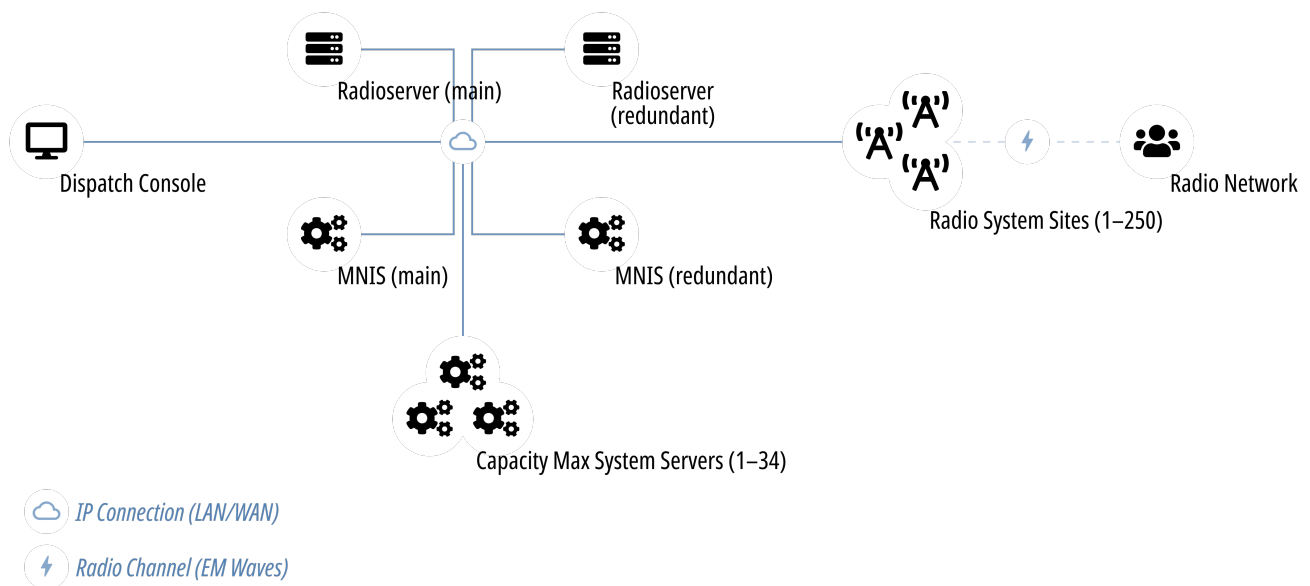 Radioserver (main)
Radioserver
(redundant)
Dispatch Console
Radio Network
Radio System Sites (1–250)
MNIS (main)
MNIS (redundant)
Capacity Max System Servers (1–34)
IP Connection (LAN/WAN)
Radio Channel (EM Waves)